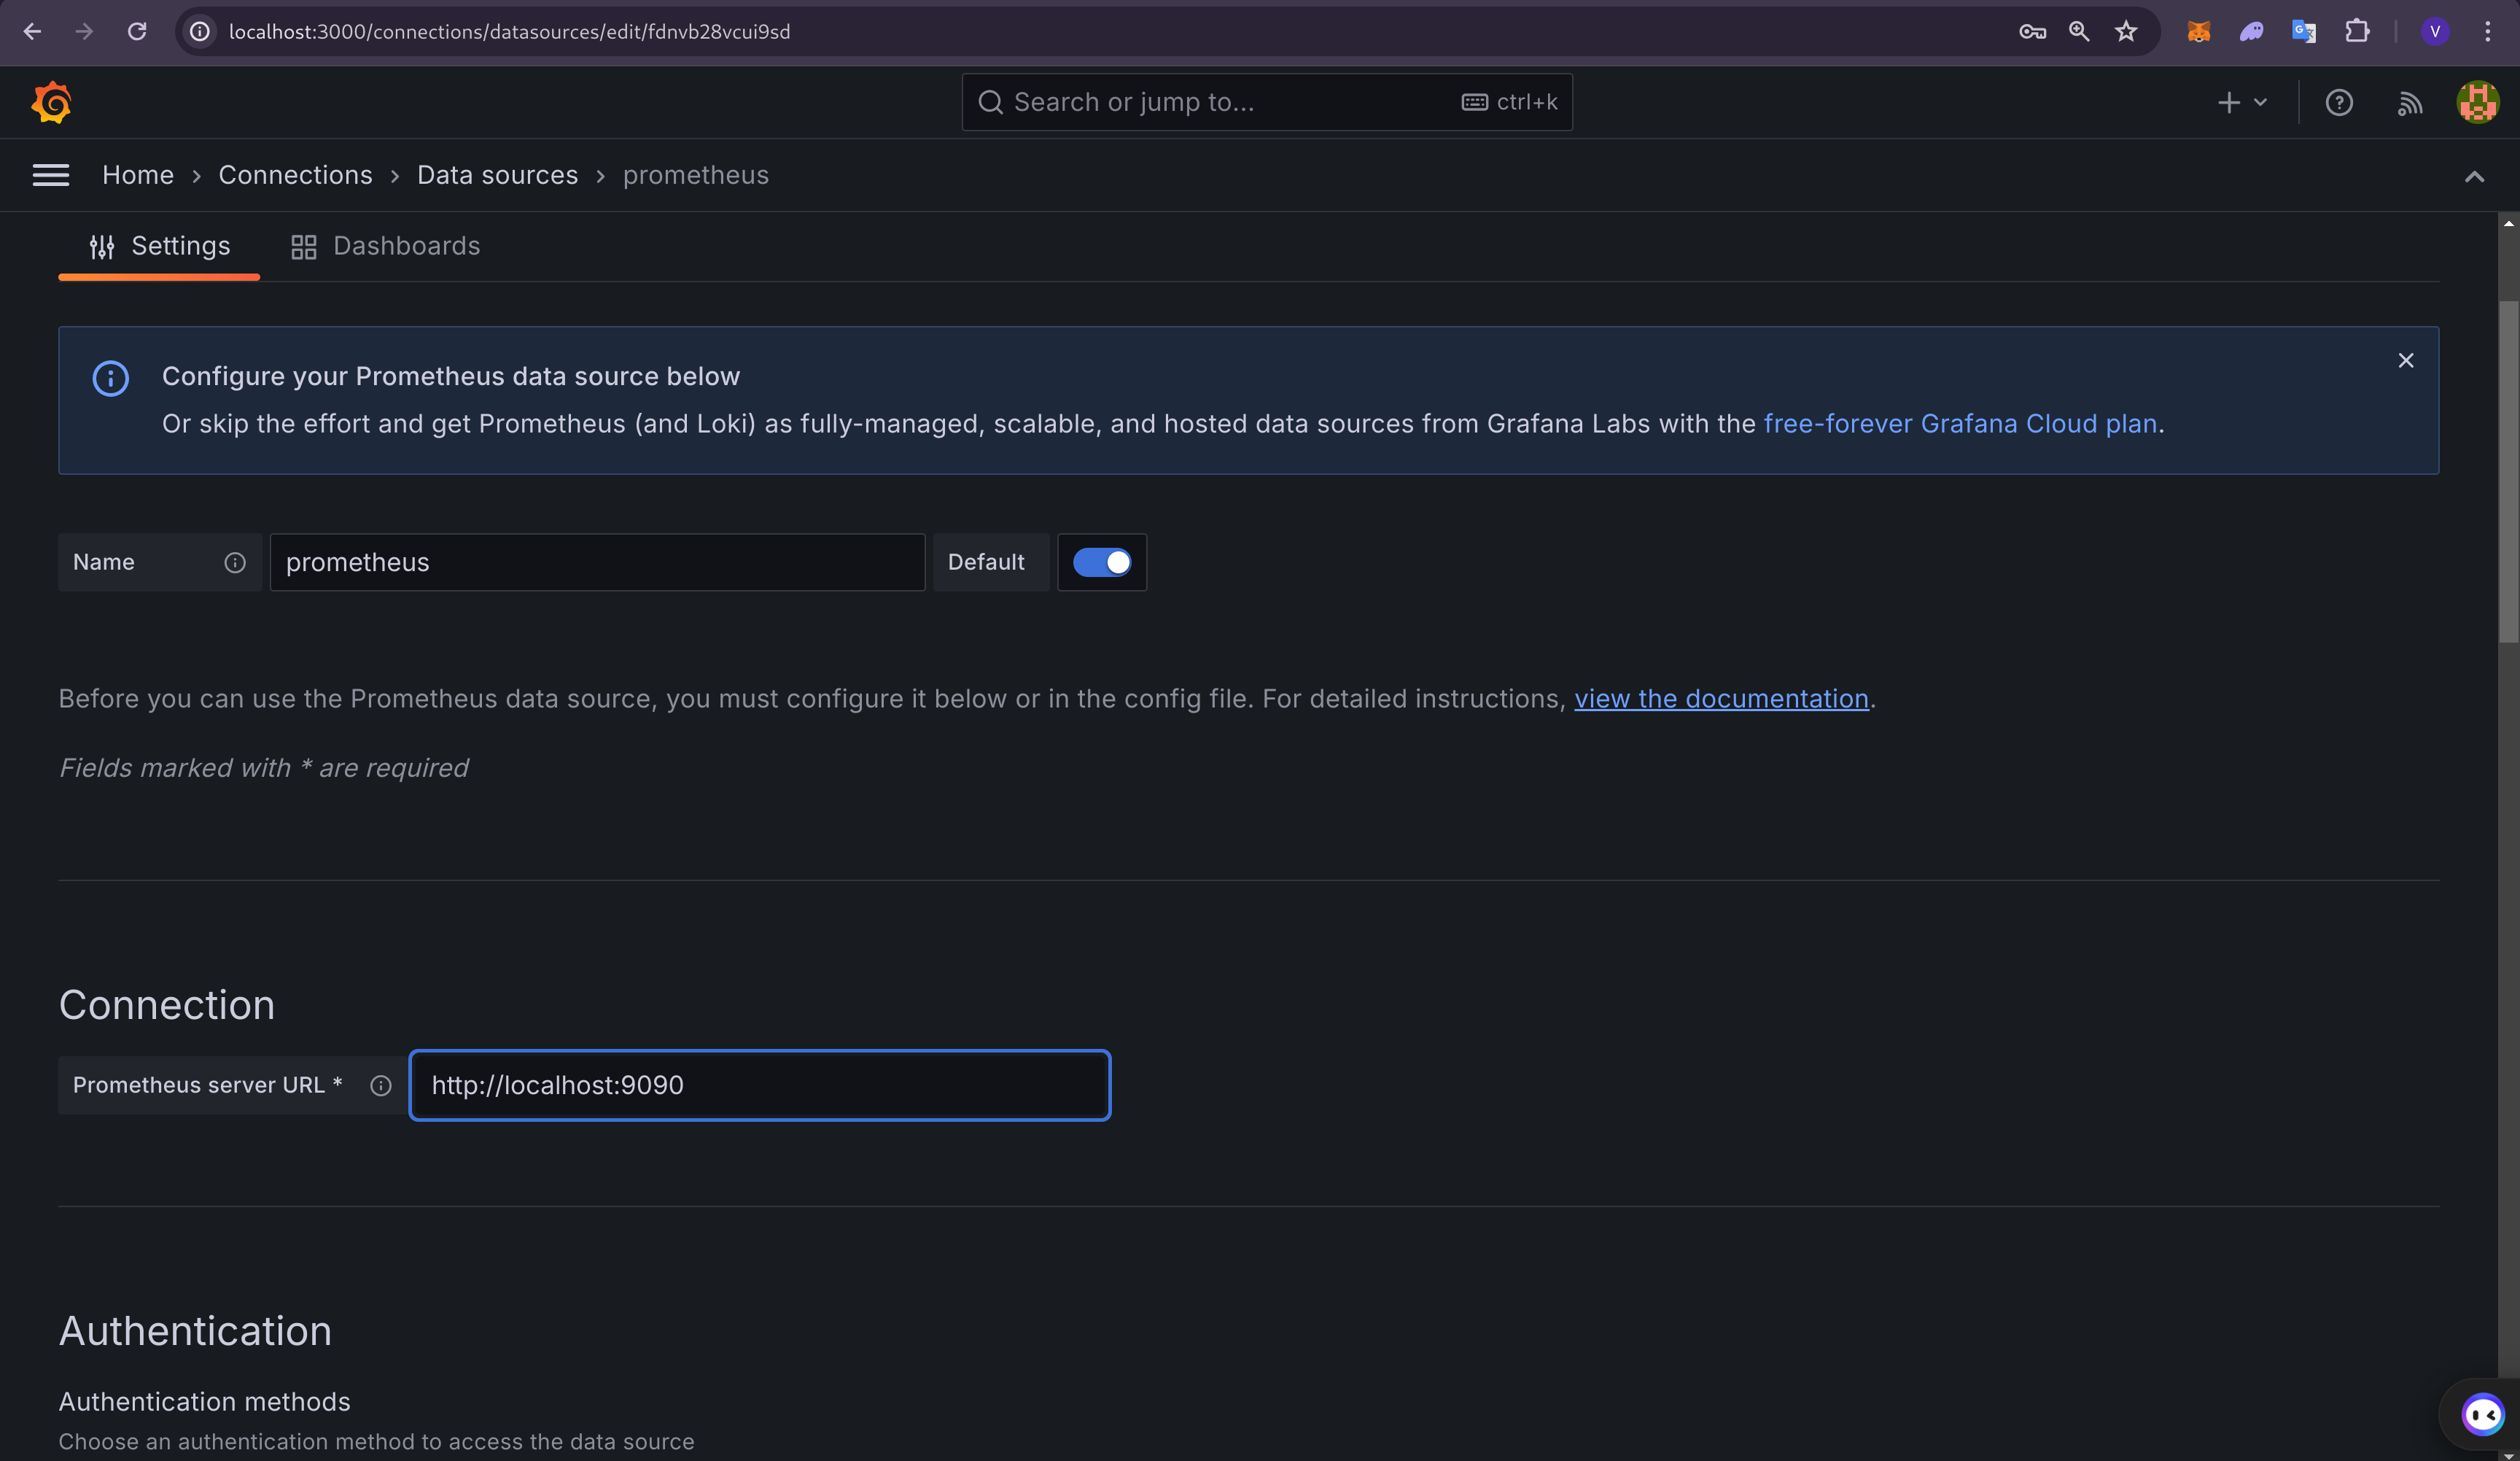 localhost:3000/connections/datasources/edit/fdnvb28vcui9sd
V
Search or jump to...
ctrl+k
Home › Connections › Data sources › prometheus
Settings
Dashboards
Configure your Prometheus data source below
Or skip the effort and get Prometheus (and Loki) as fully-managed, scalable, and hosted data sources from Grafana Labs with the free-forever Grafana Cloud plan.
Name
prometheus
Default
Before you can use the Prometheus data source, you must configure it below or in the config file. For detailed instructions, view the documentation.
Fields marked with * are required
Connection
Prometheus server URL *
http://localhost:9090
Authentication
Authentication methods
Choose an authentication method to access the data source